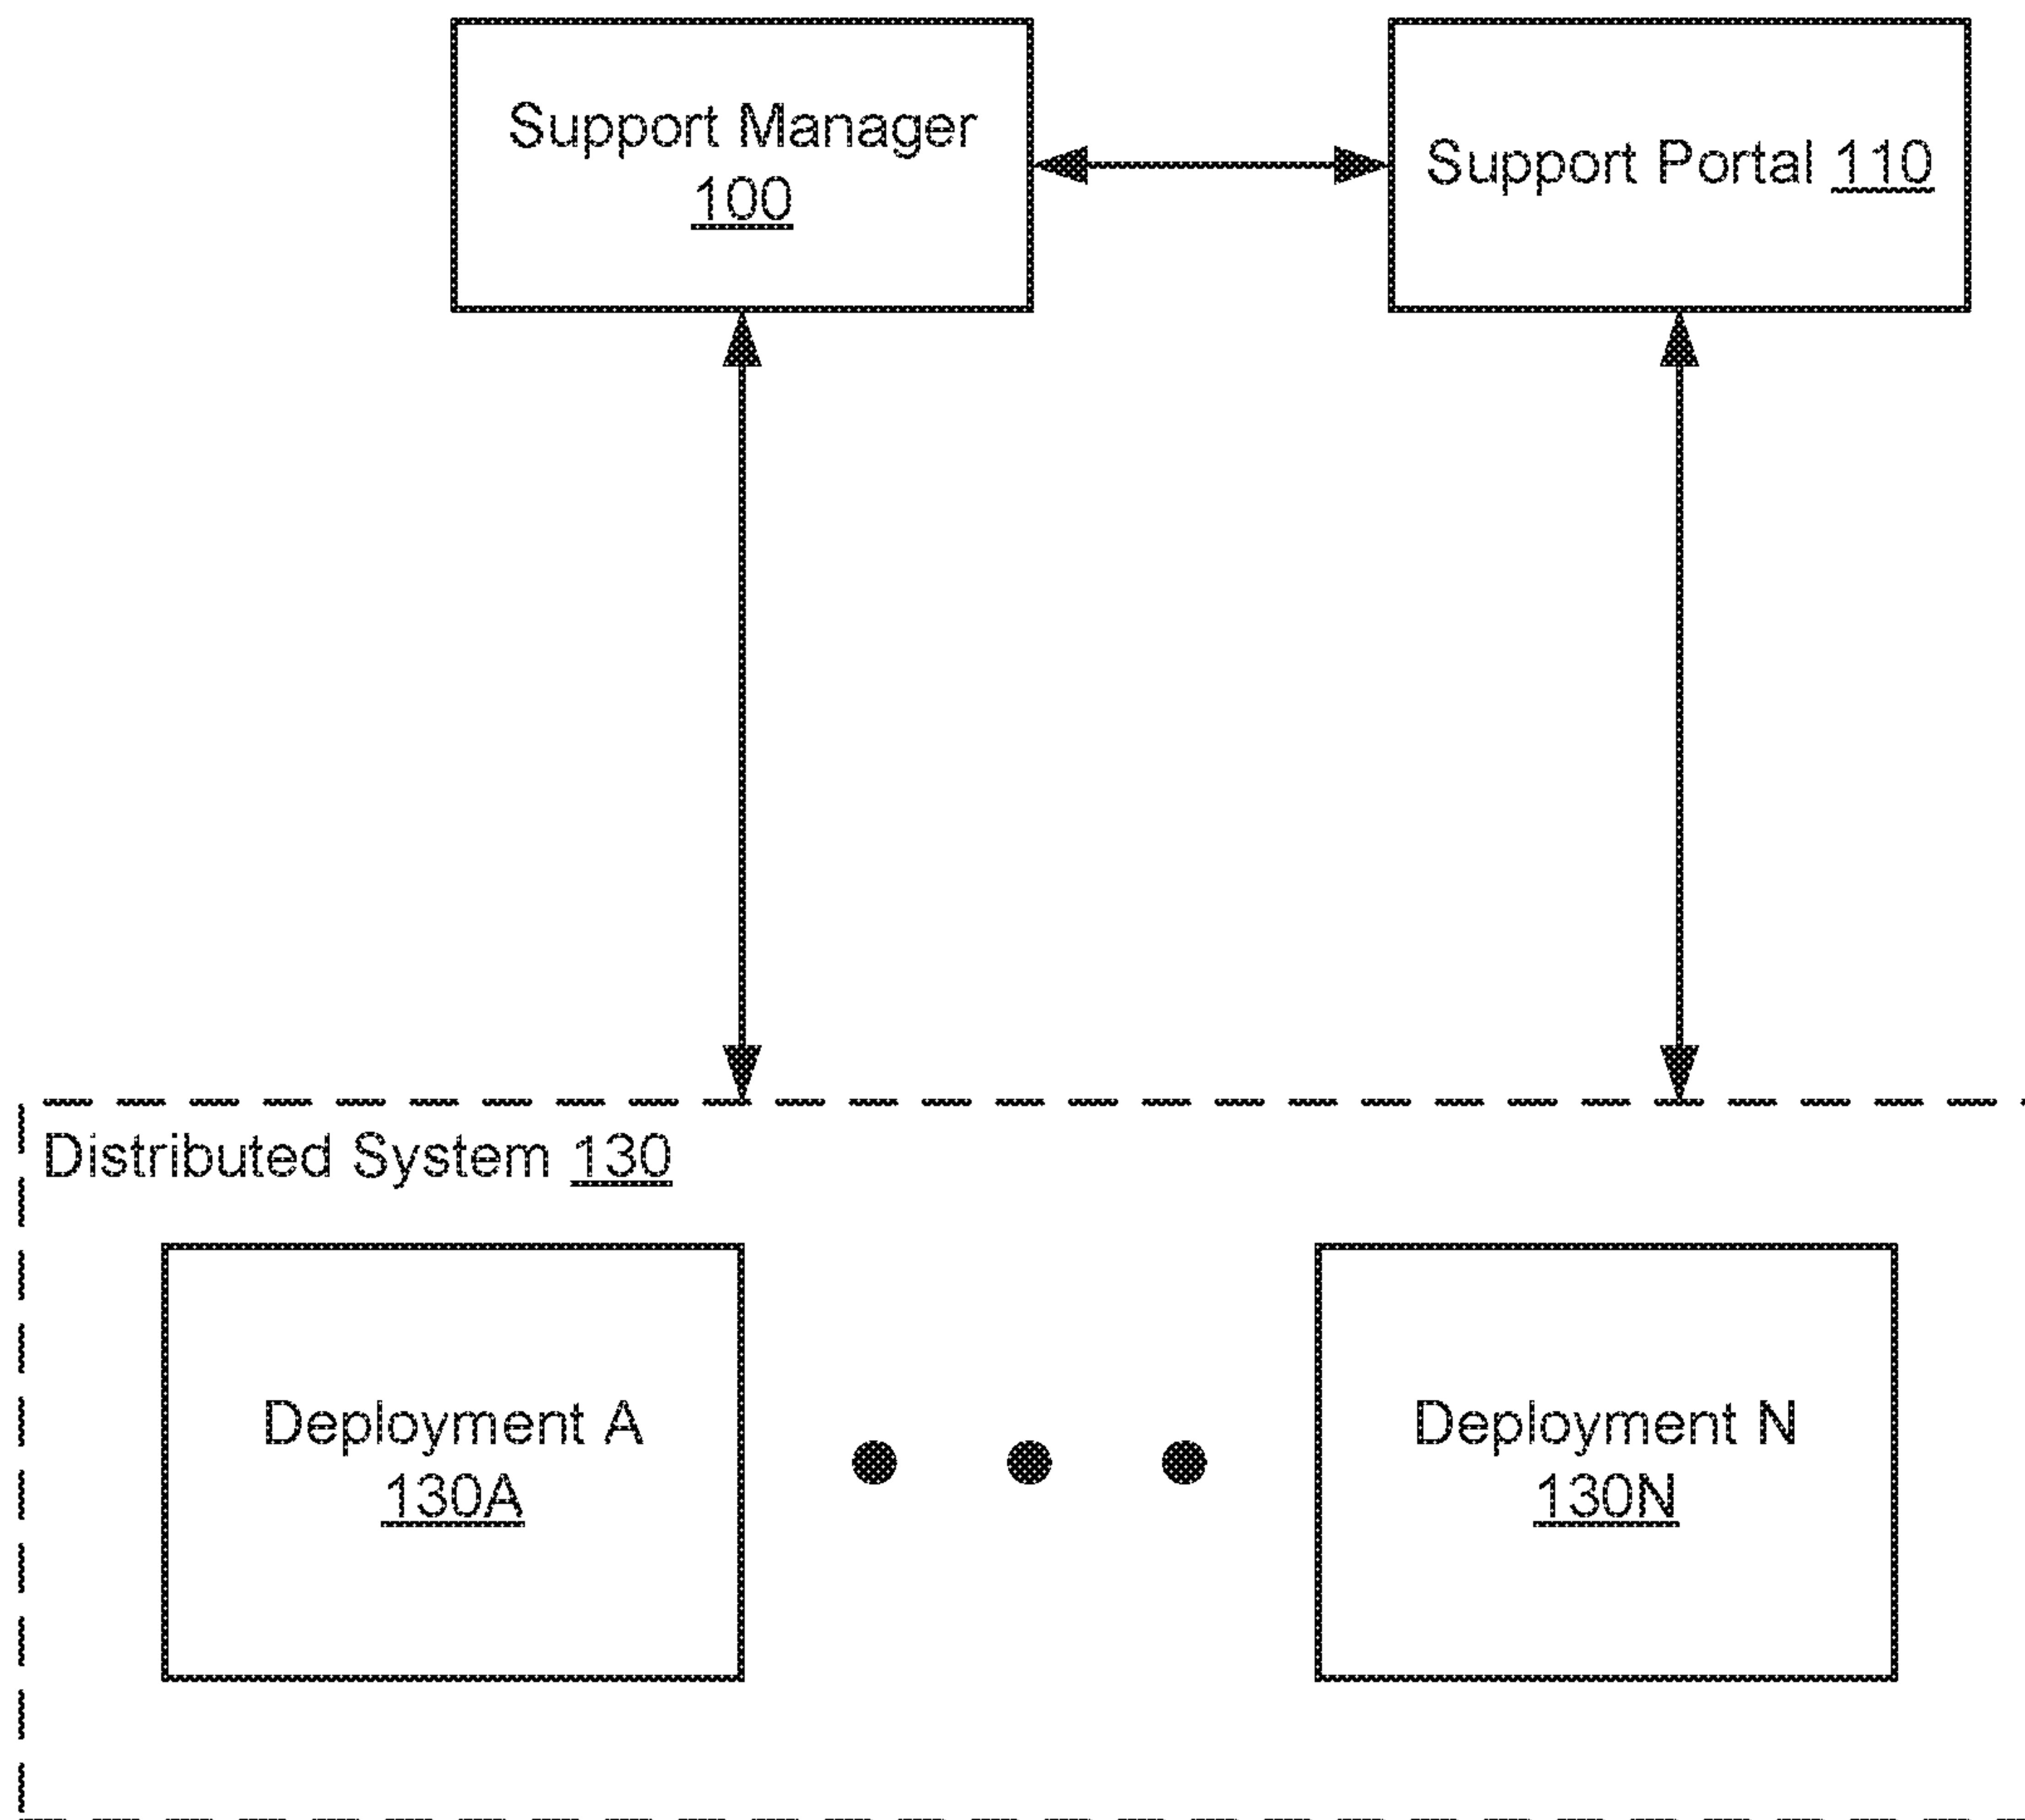 Support Manager
100
Support Portal 110
Distributed System 130
Deployment A
130A
Deployment N
130N